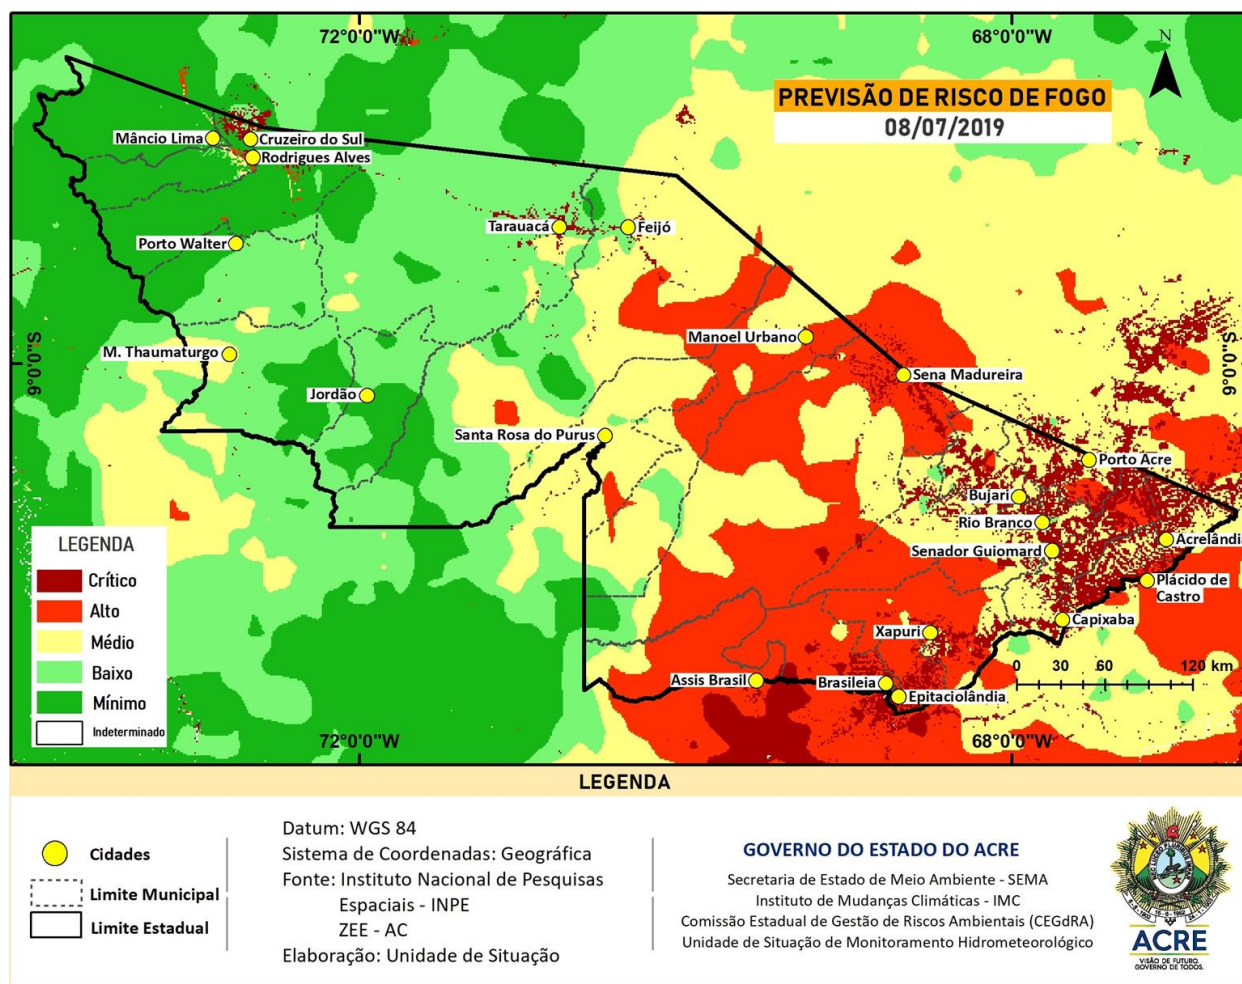 72°0'0"W
68°0'0"W
N
PREVISÃO DE RISCO DE FOGO
08/07/2019
Mâncio Lima
Cruzeiro do Sul
Rodrigues Alves
Tarauacá
Feijó
Porto Walter
9°0'0"S
9°0'0"S
Manoel Urbano
M. Thaumaturgo
Sena Madureira
Jordão
Santa Rosa do Purus
Porto Acre
Bujari
Rio Branco
Acrelândia
Senador Guiomard
Plácido de
Castro
Capixaba
Xapuri
0 30 60 120 km
Assis Brasil
Brasileia
Epitaciolândia
LEGENDA
Crítico
Alto
Médio
Baixo
Mínimo
Indeterminado
72°0'0"W
68°0'0"W
LEGENDA
Cidades
Limite Municipal
Limite Estadual
Datum: WGS 84
Sistema de Coordenadas: Geográfica
Fonte: Instituto Nacional de Pesquisas
Espaciais - INPE
ZEE - AC
Elaboração: Unidade de Situação
GOVERNO DO ESTADO DO ACRE
Secretaria de Estado de Meio Ambiente - SEMA
Instituto de Mudanças Climáticas - IMC
Comissão Estadual de Gestão de Riscos Ambientais (CEGdRA)
Unidade de Situação de Monitoramento Hidrometeorológico
ACRE
VISÃO DE FUTURO.
GOVERNO DE TODOS.